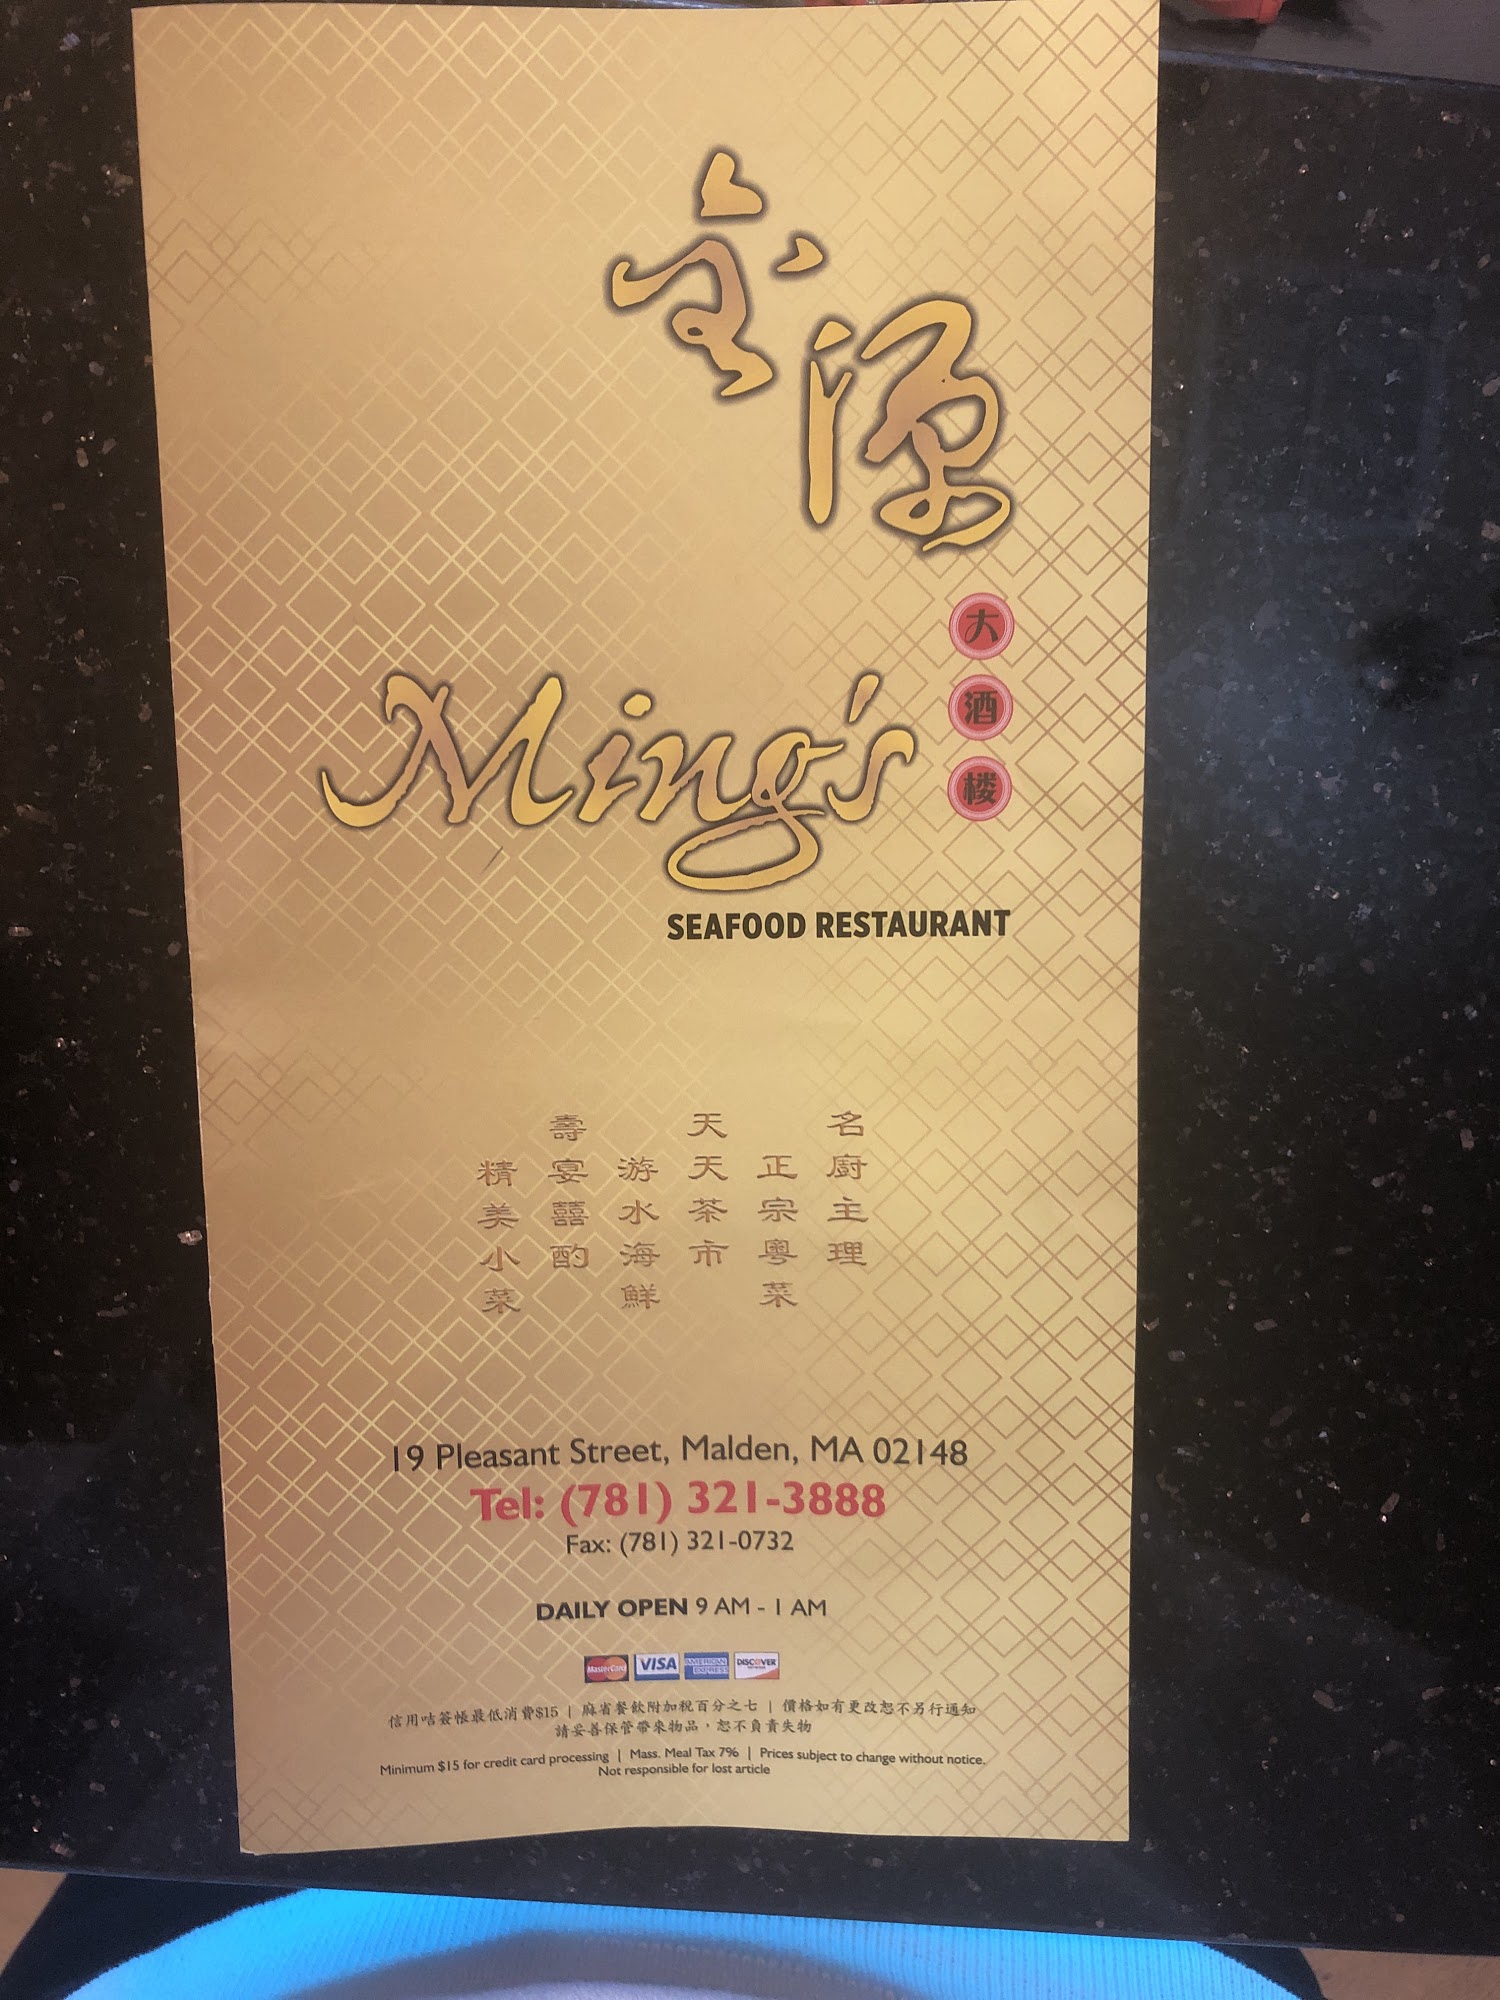 金源
大酒楼
Ming's
SEAFOOD RESTAURANT
名厨主理
正宗粵菜
天天茶市
游水海鮮
壽宴囍酌
精美小菜
19 Pleasant Street, Malden, MA 02148
Tel: (781) 321-3888
Fax: (781) 321-0732
DAILY OPEN 9 AM - 1 AM
MasterCard VISA AMERICAN EXPRESS DISCOVER
信用咭簽帳最低消費$15 | 麻省餐飲附加稅百分之七 | 價格如有更改恕不另行通知
請妥善保管帶來物品，恕不負責失物
Minimum $15 for credit card processing | Mass. Meal Tax 7% | Prices subject to change without notice.
Not responsible for lost article